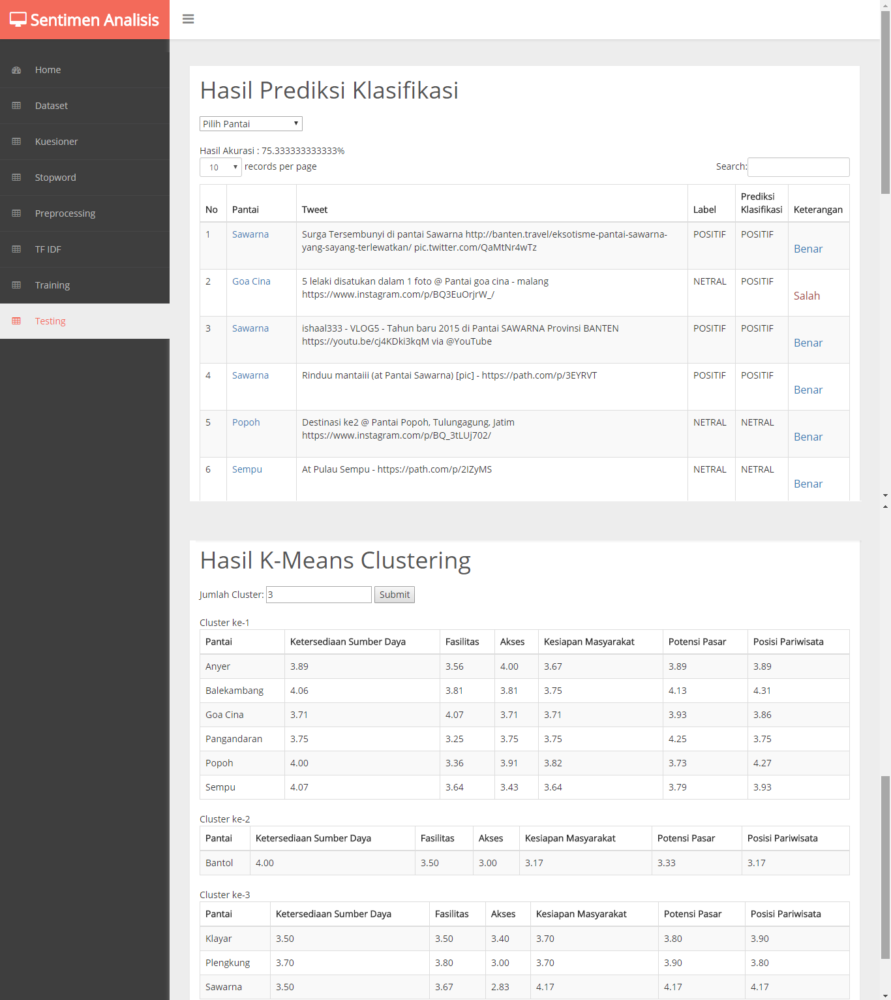 Sentimen Analisis
Home
Dataset
Kuesioner
Stopword
Preprocessing
TF IDF
Training
Testing
Hasil Prediksi Klasifikasi
Pilih Pantai
Hasil Akurasi : 75.333333333333%
10 records per page Search:
No Pantai Tweet Label Prediksi Klasifikasi Keterangan
1 Sawarna Surga Tersembunyi di pantai Sawarna http://banten.travel/eksotisme-pantai-sawarna- POSITIF POSITIF
yang-sayang-terlewatkan/ pic.twitter.com/QaMtNr4wTz
Benar
2 Goa Cina 5 lelaki disatukan dalam 1 foto @ Pantai goa cina - malang NETRAL POSITIF
https://www.instagram.com/p/BQ3EuOrjrW_/
Salah
3 Sawarna ishaal333 - VLOG5 - Tahun baru 2015 di Pantai SAWARNA Provinsi BANTEN POSITIF POSITIF
https://youtu.be/cj4KDki3kqM via @YouTube
Benar
4 Sawarna Rinduu mantaiii (at Pantai Sawarna) [pic] - https://path.com/p/3EYRVT POSITIF POSITIF
Benar
5 Popoh Destinasi ke2 @ Pantai Popoh, Tulungagung, Jatim NETRAL NETRAL
https://www.instagram.com/p/BQ_3tLUj702/
Benar
6 Sempu At Pulau Sempu - https://path.com/p/2IZyMS NETRAL NETRAL
Benar
Hasil K-Means Clustering
Jumlah Cluster: 3 Submit
Cluster ke-1
Pantai Ketersediaan Sumber Daya Fasilitas Akses Kesiapan Masyarakat Potensi Pasar Posisi Pariwisata
Anyer 3.89 3.56 4.00 3.67 3.89 3.89
Balekambang 4.06 3.81 3.81 3.75 4.13 4.31
Goa Cina 3.71 4.07 3.71 3.71 3.93 3.86
Pangandaran 3.75 3.25 3.75 3.75 4.25 3.75
Popoh 4.00 3.36 3.91 3.82 3.73 4.27
Sempu 4.07 3.64 3.43 3.64 3.79 3.93
Cluster ke-2
Pantai Ketersediaan Sumber Daya Fasilitas Akses Kesiapan Masyarakat Potensi Pasar Posisi Pariwisata
Bantol 4.00 3.50 3.00 3.17 3.33 3.17
Cluster ke-3
Pantai Ketersediaan Sumber Daya Fasilitas Akses Kesiapan Masyarakat Potensi Pasar Posisi Pariwisata
Klayar 3.50 3.50 3.40 3.70 3.80 3.90
Plengkung 3.70 3.80 3.00 3.70 3.90 3.80
Sawarna 3.50 3.67 2.83 4.17 4.17 4.17